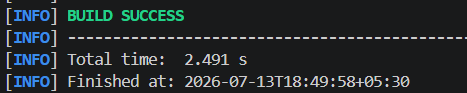 [INFO] BUILD SUCCESS
[INFO] ------------------------------------------------
[INFO] Total time:  2.491 s
[INFO] Finished at: 2026-07-13T18:49:58+05:30